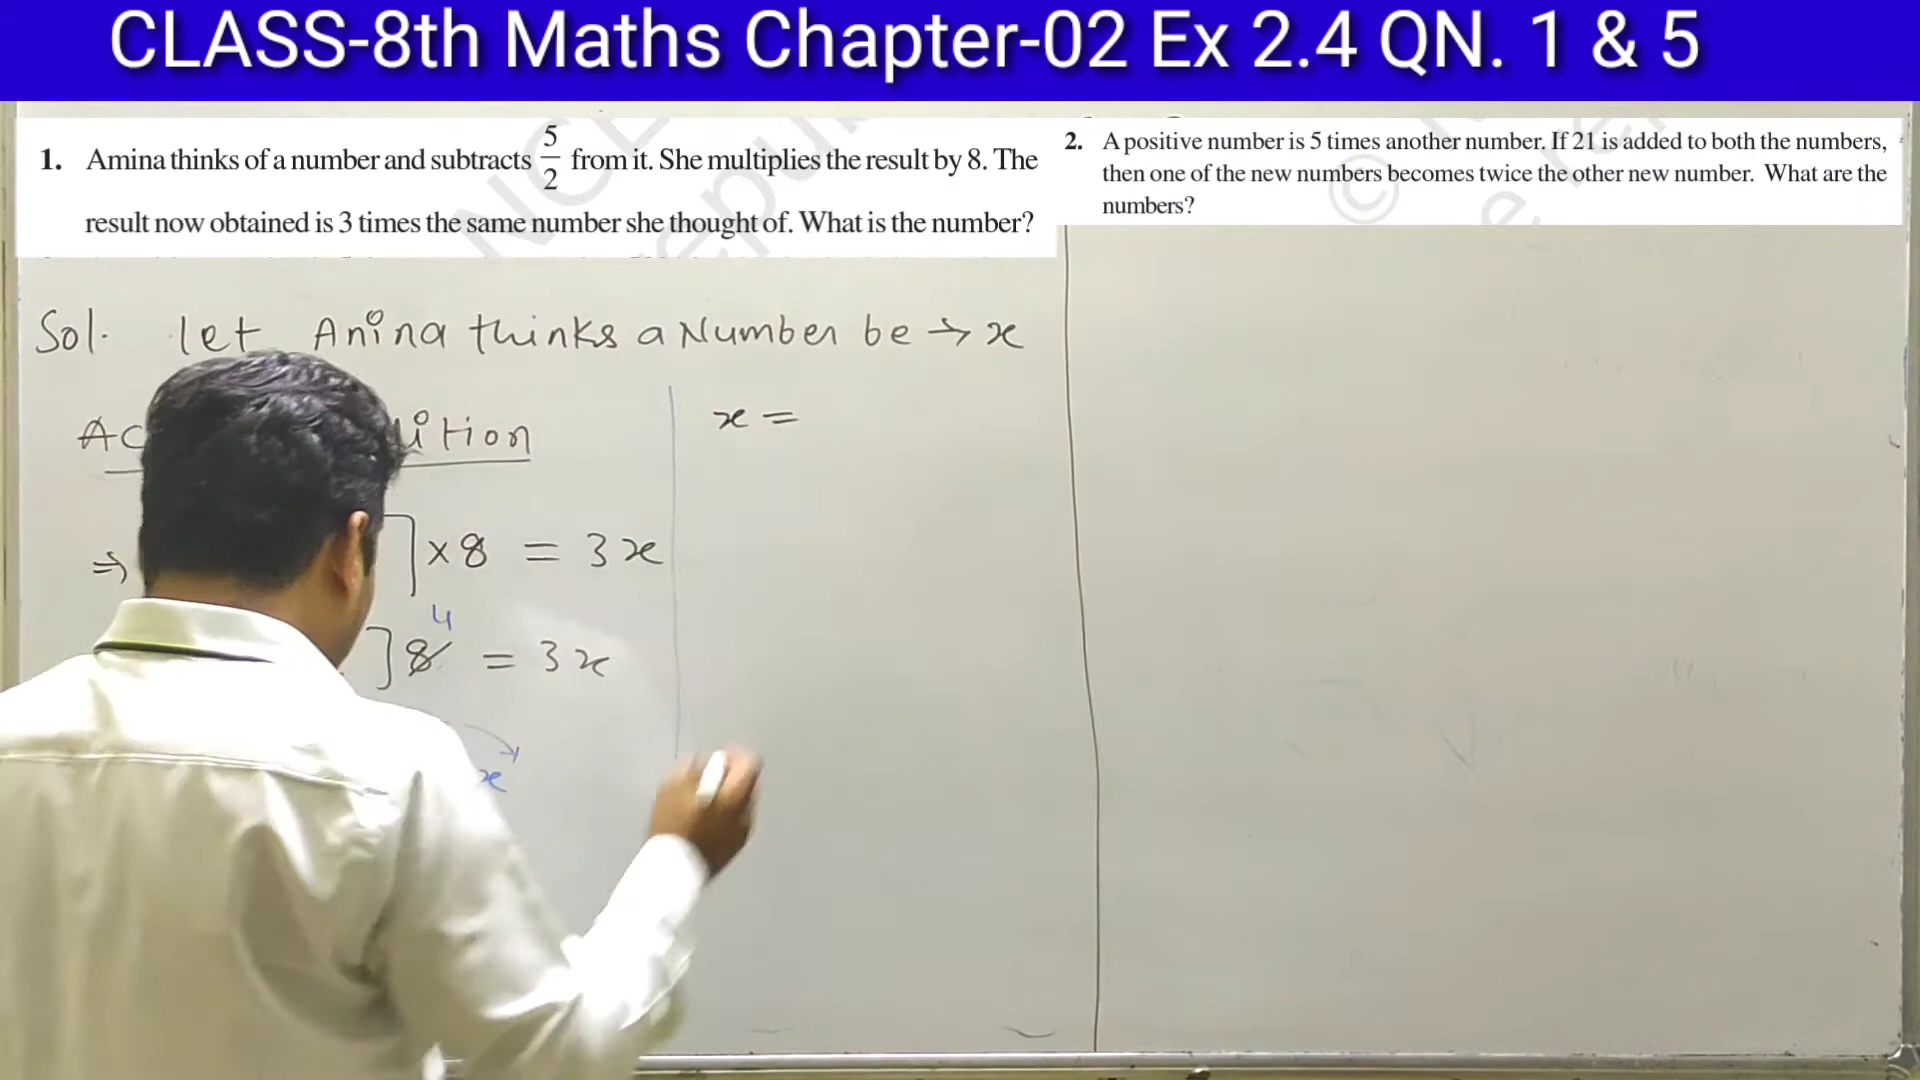 CLASS-8th Maths Chapter-02 Ex 2.4 QN. 1 & 5
1. Amina thinks of a number and subtracts 5/2 from it. She multiplies the result by 8. The
result now obtained is 3 times the same number she thought of. What is the number?
2. A positive number is 5 times another number. If 21 is added to both the numbers,
then one of the new numbers becomes twice the other new number. What are the
numbers?
Sol. let Anina thinks a Number be → x
x =
⇒ ] × 8 = 3x
4
] 8 = 3x
x